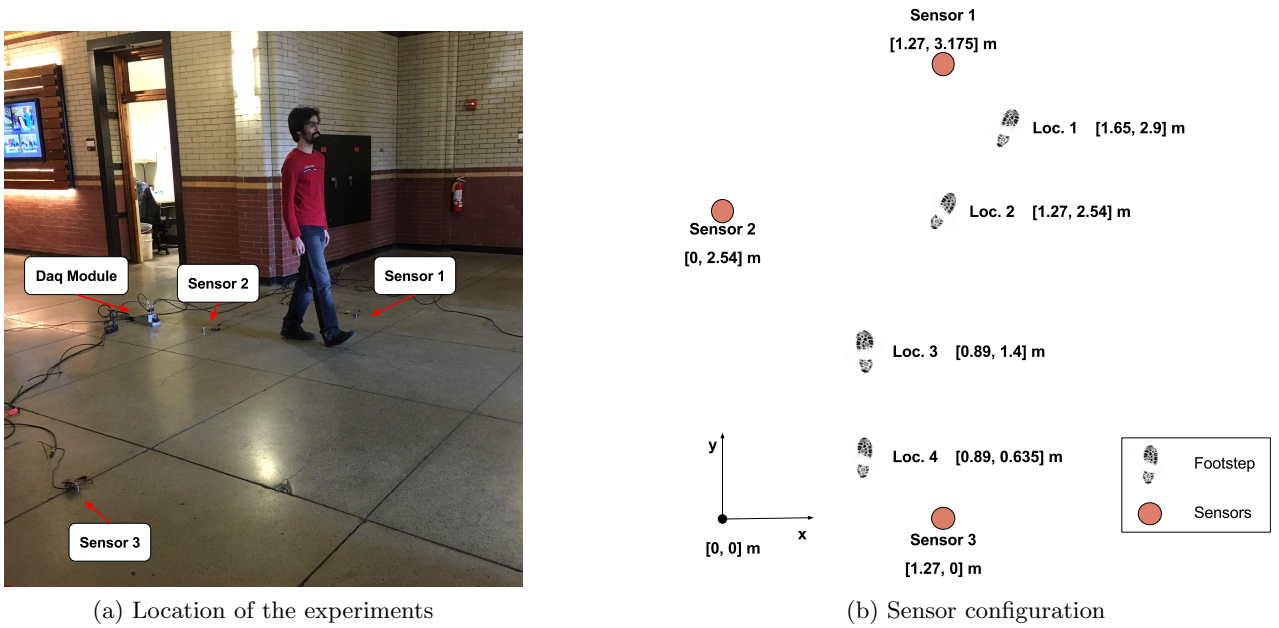 Daq Module
Sensor 2
Sensor 1
Sensor 3
(a) Location of the experiments
Sensor 1
[1.27, 3.175] m
Loc. 1 [1.65, 2.9] m
Loc. 2 [1.27, 2.54] m
Sensor 2
[0, 2.54] m
Loc. 3 [0.89, 1.4] m
y
Loc. 4 [0.89, 0.635] m
x
[0, 0] m
Sensor 3
[1.27, 0] m
Footstep
Sensors
(b) Sensor configuration